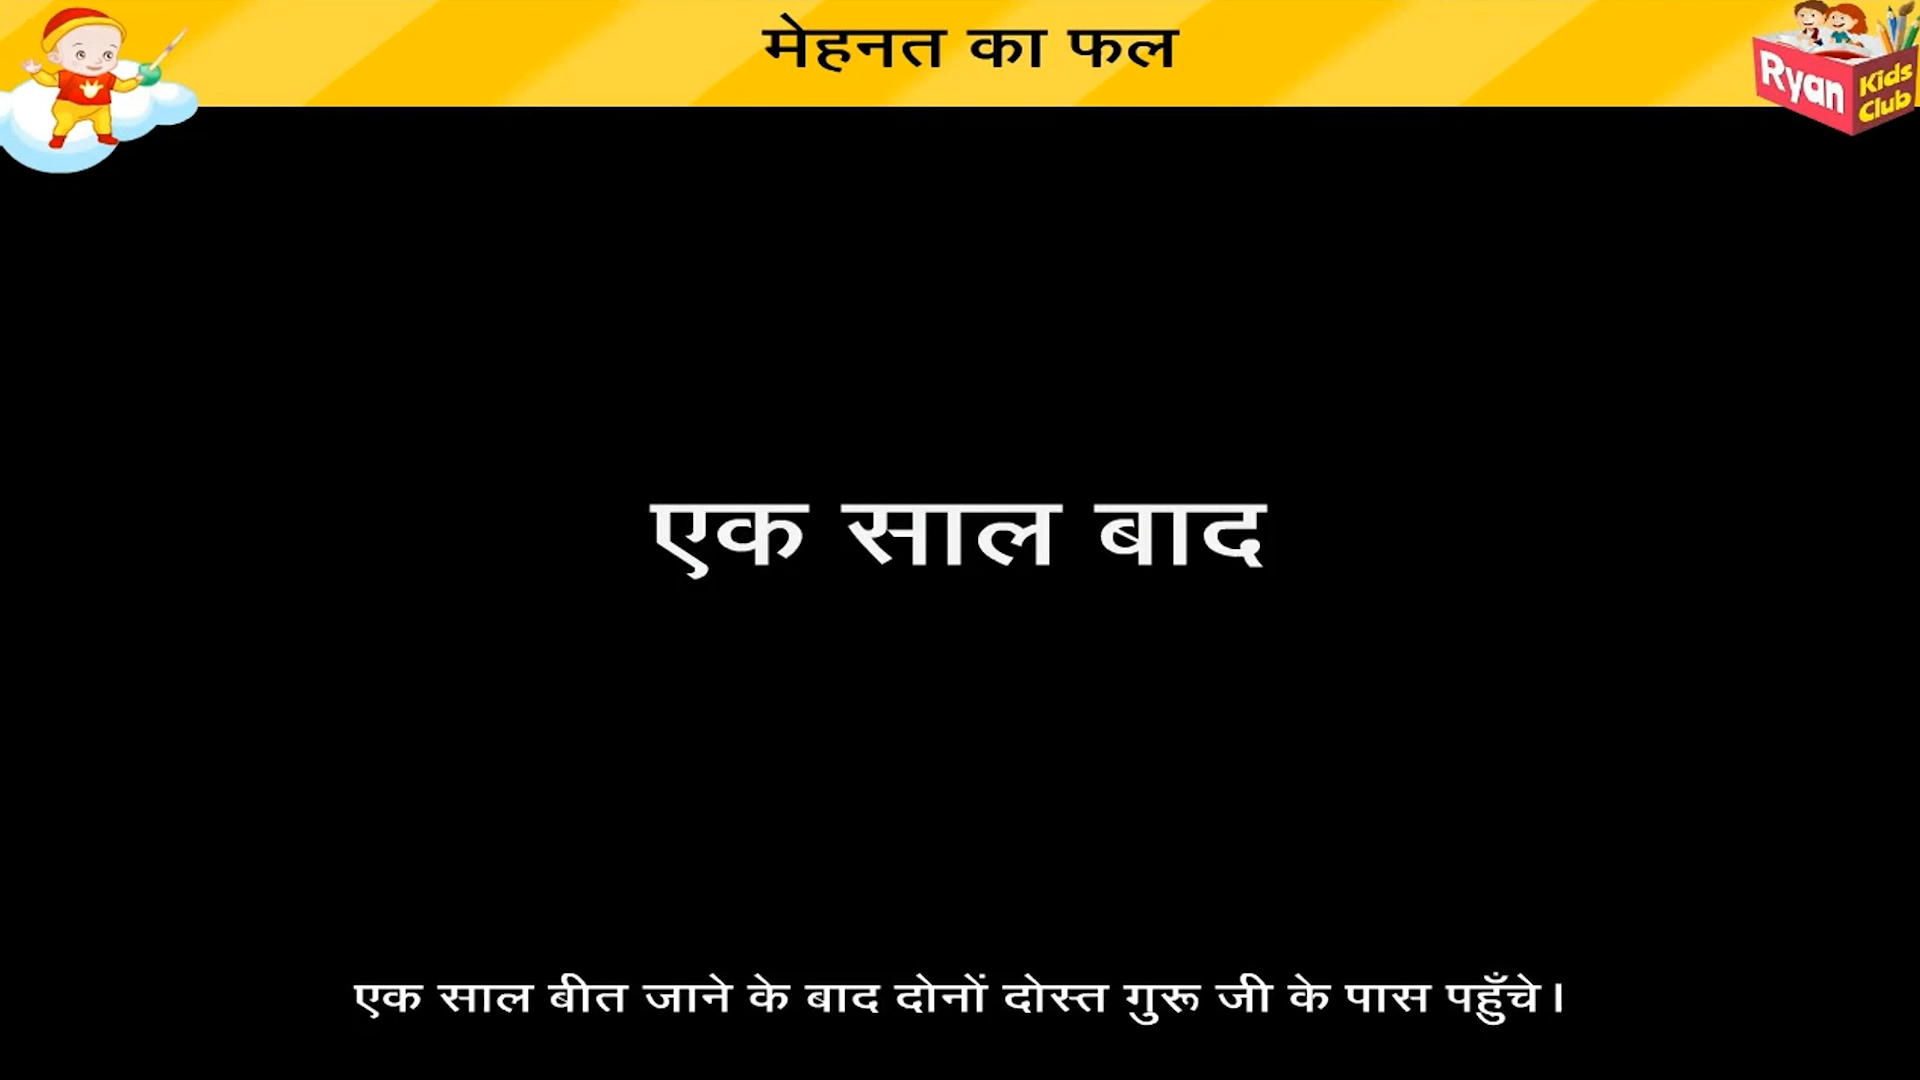 मेहनत का फल
Ryan
Kids
Club
एक साल बाद
एक साल बीत जाने के बाद दोनों दोस्त गुरू जी के पास पहुँचे।